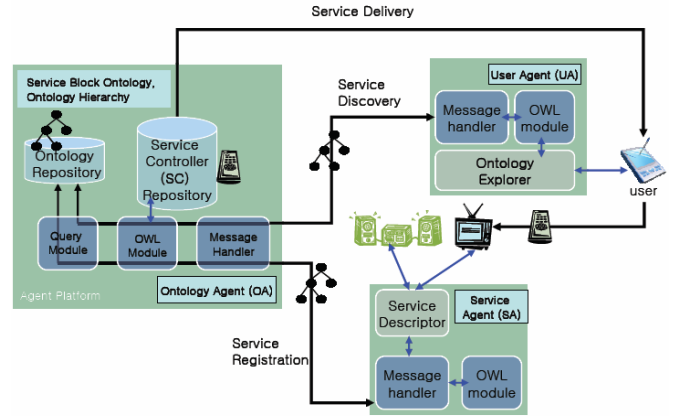 Service Delivery
Service Block Ontology,
Ontology Hierarchy
Ontology
Repository
Service
Controller
(SC)
Repository
Query
Module
OWL
Module
Message
Handler
Agent Platform
Ontology Agent (OA)
Service
Discovery
User Agent (UA)
Message
handler
OWL
module
Ontology
Explorer
user
Service
Registration
Service
Descriptor
Service
Agent (SA)
Message
handler
OWL
module